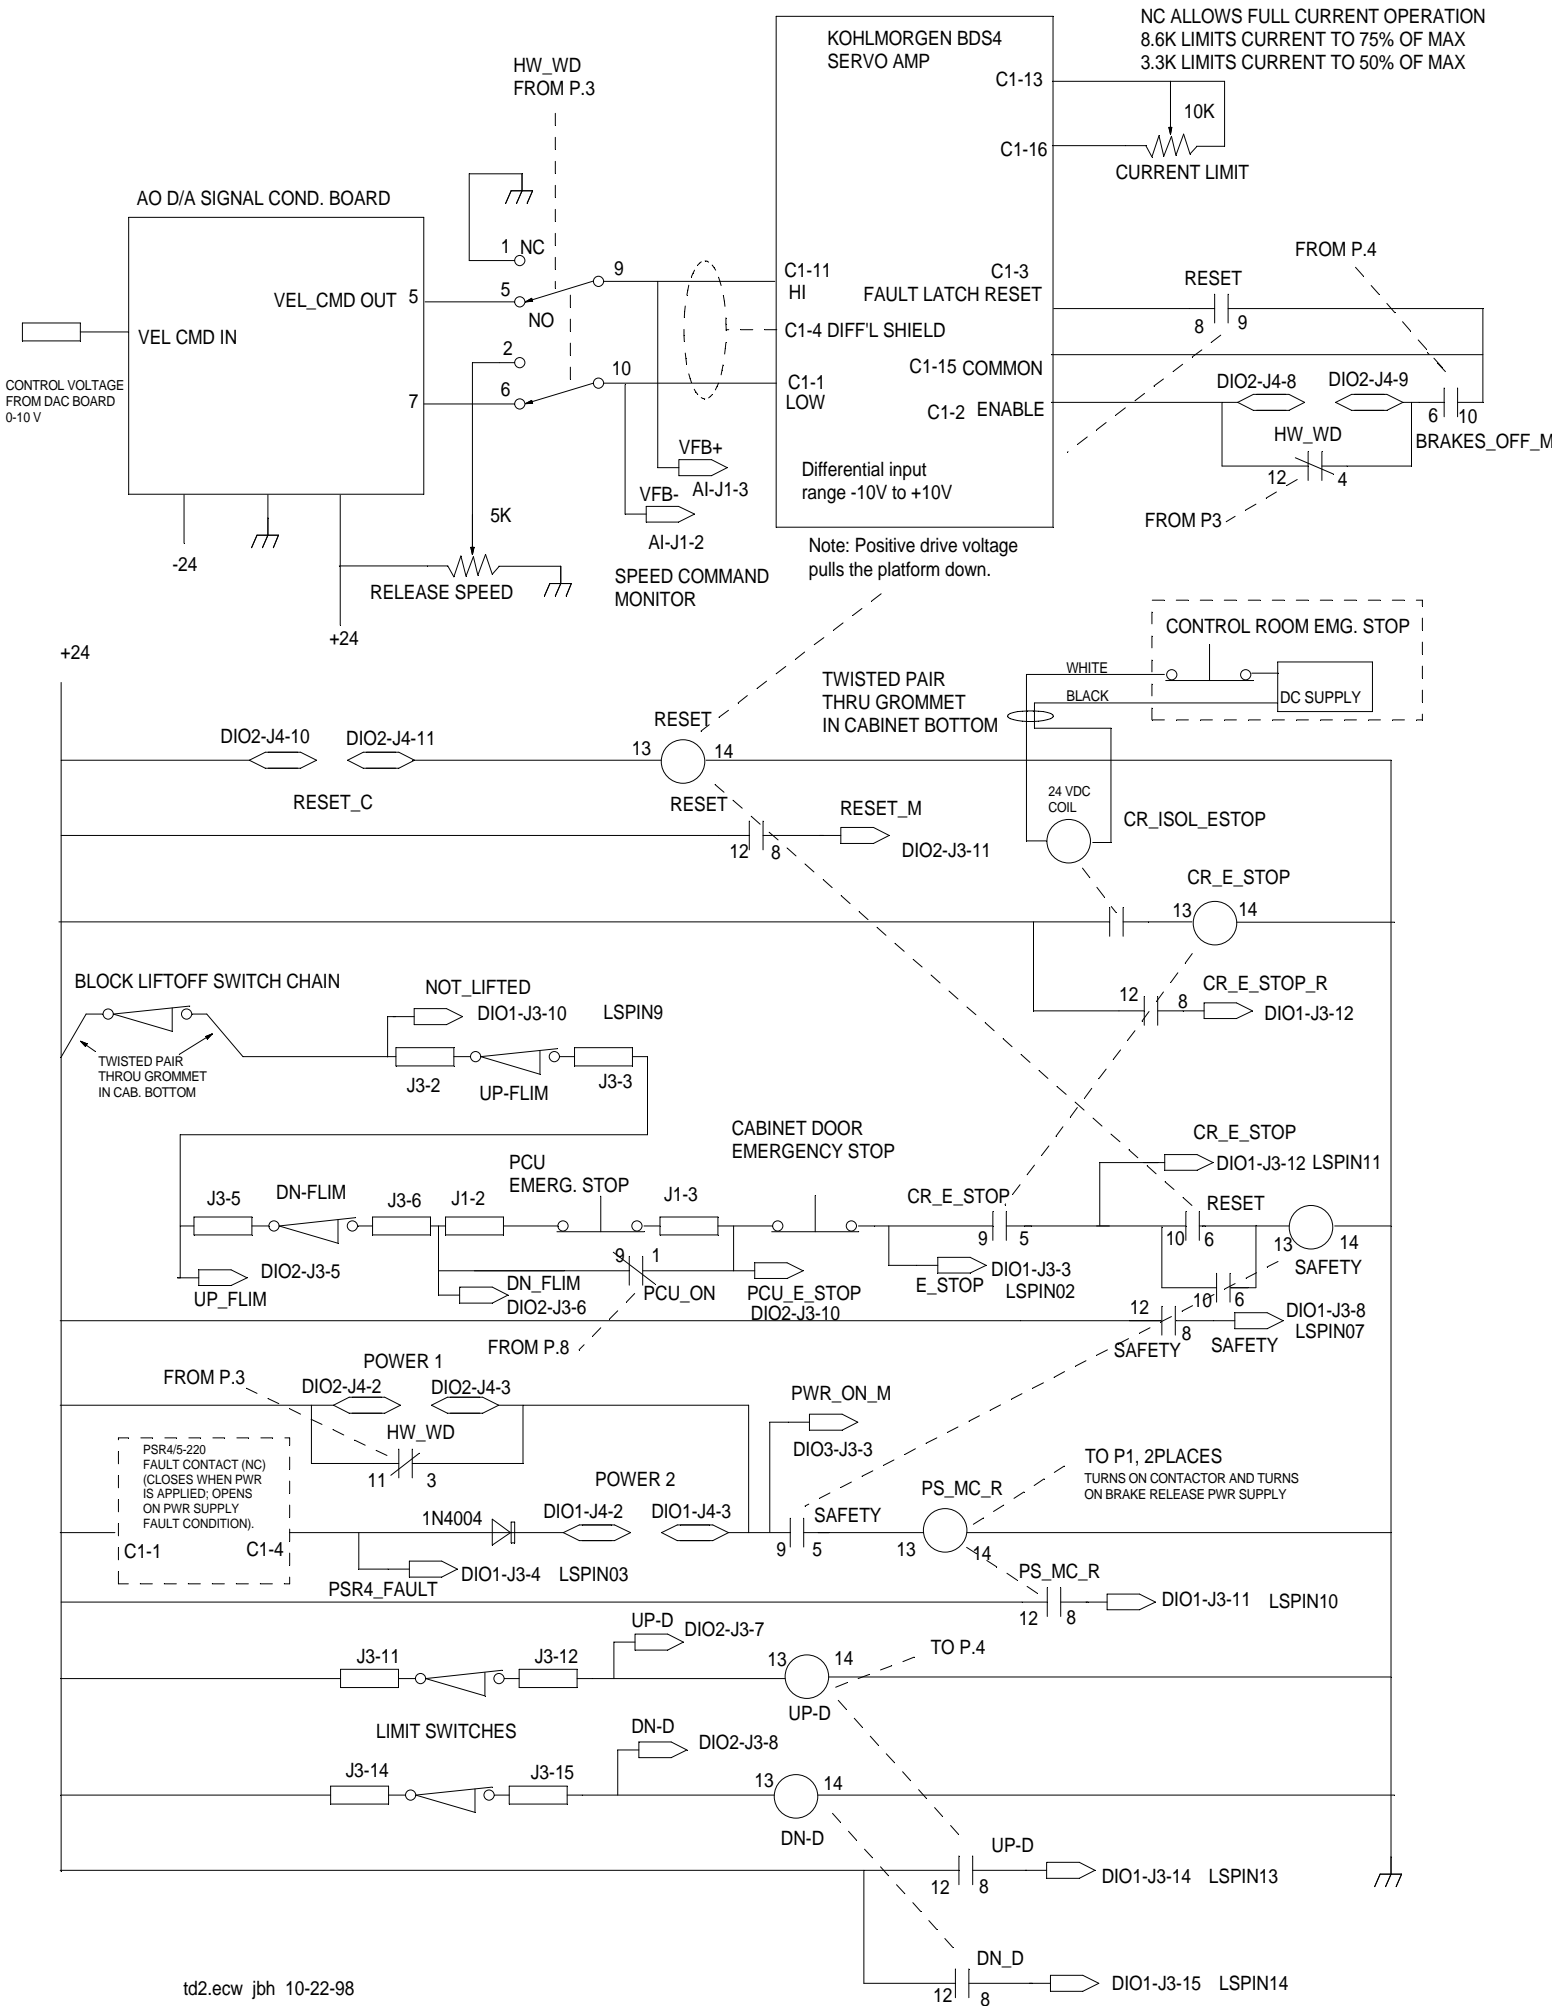 NC ALLOWS FULL CURRENT OPERATION
8.6K LIMITS CURRENT TO 75% OF MAX
3.3K LIMITS CURRENT TO 50% OF MAX
KOHLMORGEN BDS4
SERVO AMP
HW_WD
FROM P.3
C1-13
10K
C1-16
CURRENT LIMIT
AO D/A SIGNAL COND. BOARD
1 NC
FROM P.4
9
C1-11
HI
C1-3
FAULT LATCH RESET
RESET
VEL_CMD OUT 5
5
NO
8
9
VEL CMD IN
C1-4 DIFF'L SHIELD
2
10
C1-15 COMMON
CONTROL VOLTAGE
FROM DAC BOARD
0-10 V
7
6
C1-1
LOW
C1-2 ENABLE
DIO2-J4-8
DIO2-J4-9
6
10
BRAKES_OFF_M
HW_WD
12
4
VFB+
AI-J1-3
VFB-
AI-J1-2
Differential input
range -10V to +10V
FROM P3
5K
-24
RELEASE SPEED
+24
SPEED COMMAND
MONITOR
Note: Positive drive voltage
pulls the platform down.
+24
CONTROL ROOM EMG. STOP
WHITE
BLACK
DC SUPPLY
TWISTED PAIR
THRU GROMMET
IN CABINET BOTTOM
RESET
DIO2-J4-10
DIO2-J4-11
13
14
RESET_C
RESET
24 VDC
COIL
CR_ISOL_ESTOP
RESET_M
12
8
DIO2-J3-11
CR_E_STOP
13
14
BLOCK LIFTOFF SWITCH CHAIN
NOT_LIFTED
DIO1-J3-10
LSPIN9
12
8
CR_E_STOP_R
DIO1-J3-12
TWISTED PAIR
THROU GROMMET
IN CAB. BOTTOM
J3-2
UP-FLIM
J3-3
CABINET DOOR
EMERGENCY STOP
CR_E_STOP
DIO1-J3-12 LSPIN11
PCU
EMERG. STOP
J3-5
DN-FLIM
J3-6
J1-2
J1-3
CR_E_STOP
9
5
RESET
10
6
13
14
SAFETY
DIO2-J3-5
UP_FLIM
9
1
DN_FLIM
DIO2-J3-6
PCU_ON
PCU_E_STOP
DIO2-J3-10
E_STOP
DIO1-J3-3
LSPIN02
10
6
12
8
SAFETY
SAFETY
DIO1-J3-8
LSPIN07
FROM P.8
FROM P.3
POWER 1
DIO2-J4-2
DIO2-J4-3
HW_WD
11
3
PWR_ON_M
DIO3-J3-3
PSR4/5-220
FAULT CONTACT (NC)
(CLOSES WHEN PWR
IS APPLIED; OPENS
ON PWR SUPPLY
FAULT CONDITION).
C1-1
C1-4
TO P1, 2PLACES
TURNS ON CONTACTOR AND TURNS
ON BRAKE RELEASE PWR SUPPLY
POWER 2
1N4004
DIO1-J4-2
DIO1-J4-3
SAFETY
9
5
PS_MC_R
13
14
PSR4_FAULT
DIO1-J3-4 LSPIN03
PS_MC_R
12
8
DIO1-J3-11 LSPIN10
UP-D
DIO2-J3-7
J3-11
J3-12
13
14
TO P.4
UP-D
LIMIT SWITCHES
DN-D
DIO2-J3-8
J3-14
J3-15
13
14
DN-D
UP-D
12
8
DIO1-J3-14 LSPIN13
DN_D
12
8
DIO1-J3-15 LSPIN14
td2.ecw jbh 10-22-98